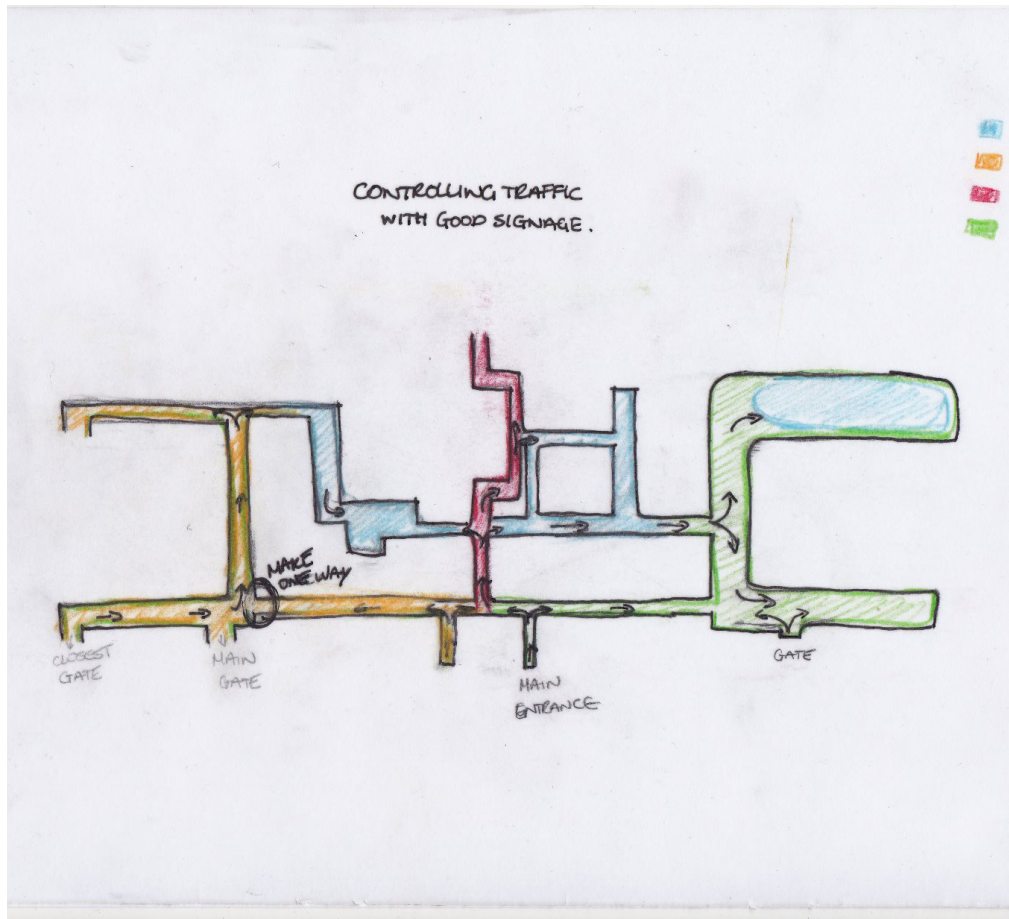 CONTROLLING TRAFFIC
WITH GOOD SIGNAGE.
MAKE
ONE WAY
CLOSEST
GATE
MAIN
GATE
MAIN
ENTRANCE
GATE